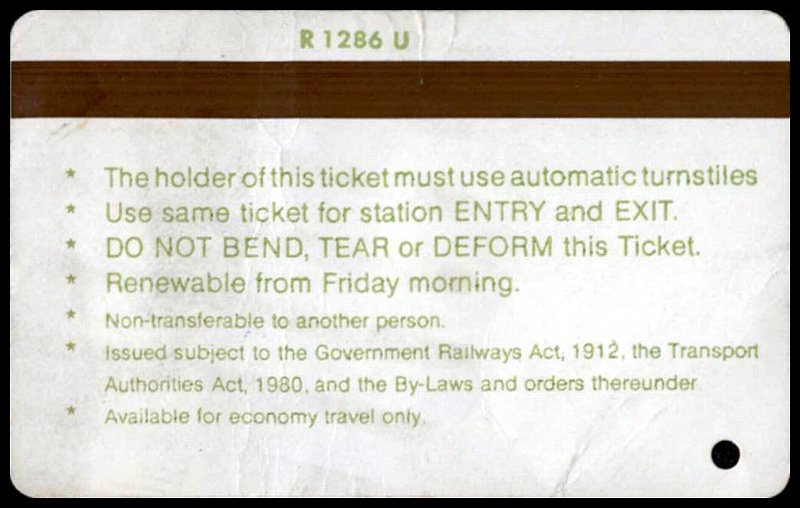 R 1286 U
* The holder of this ticket must use automatic turnstiles
* Use same ticket for station ENTRY and EXIT.
* DO NOT BEND, TEAR or DEFORM this Ticket.
* Renewable from Friday morning.
* Non-transferable to another person.
* Issued subject to the Government Railways Act, 1912, the Transport
Authorities Act, 1980, and the By-Laws and orders thereunder
* Available for economy travel only.